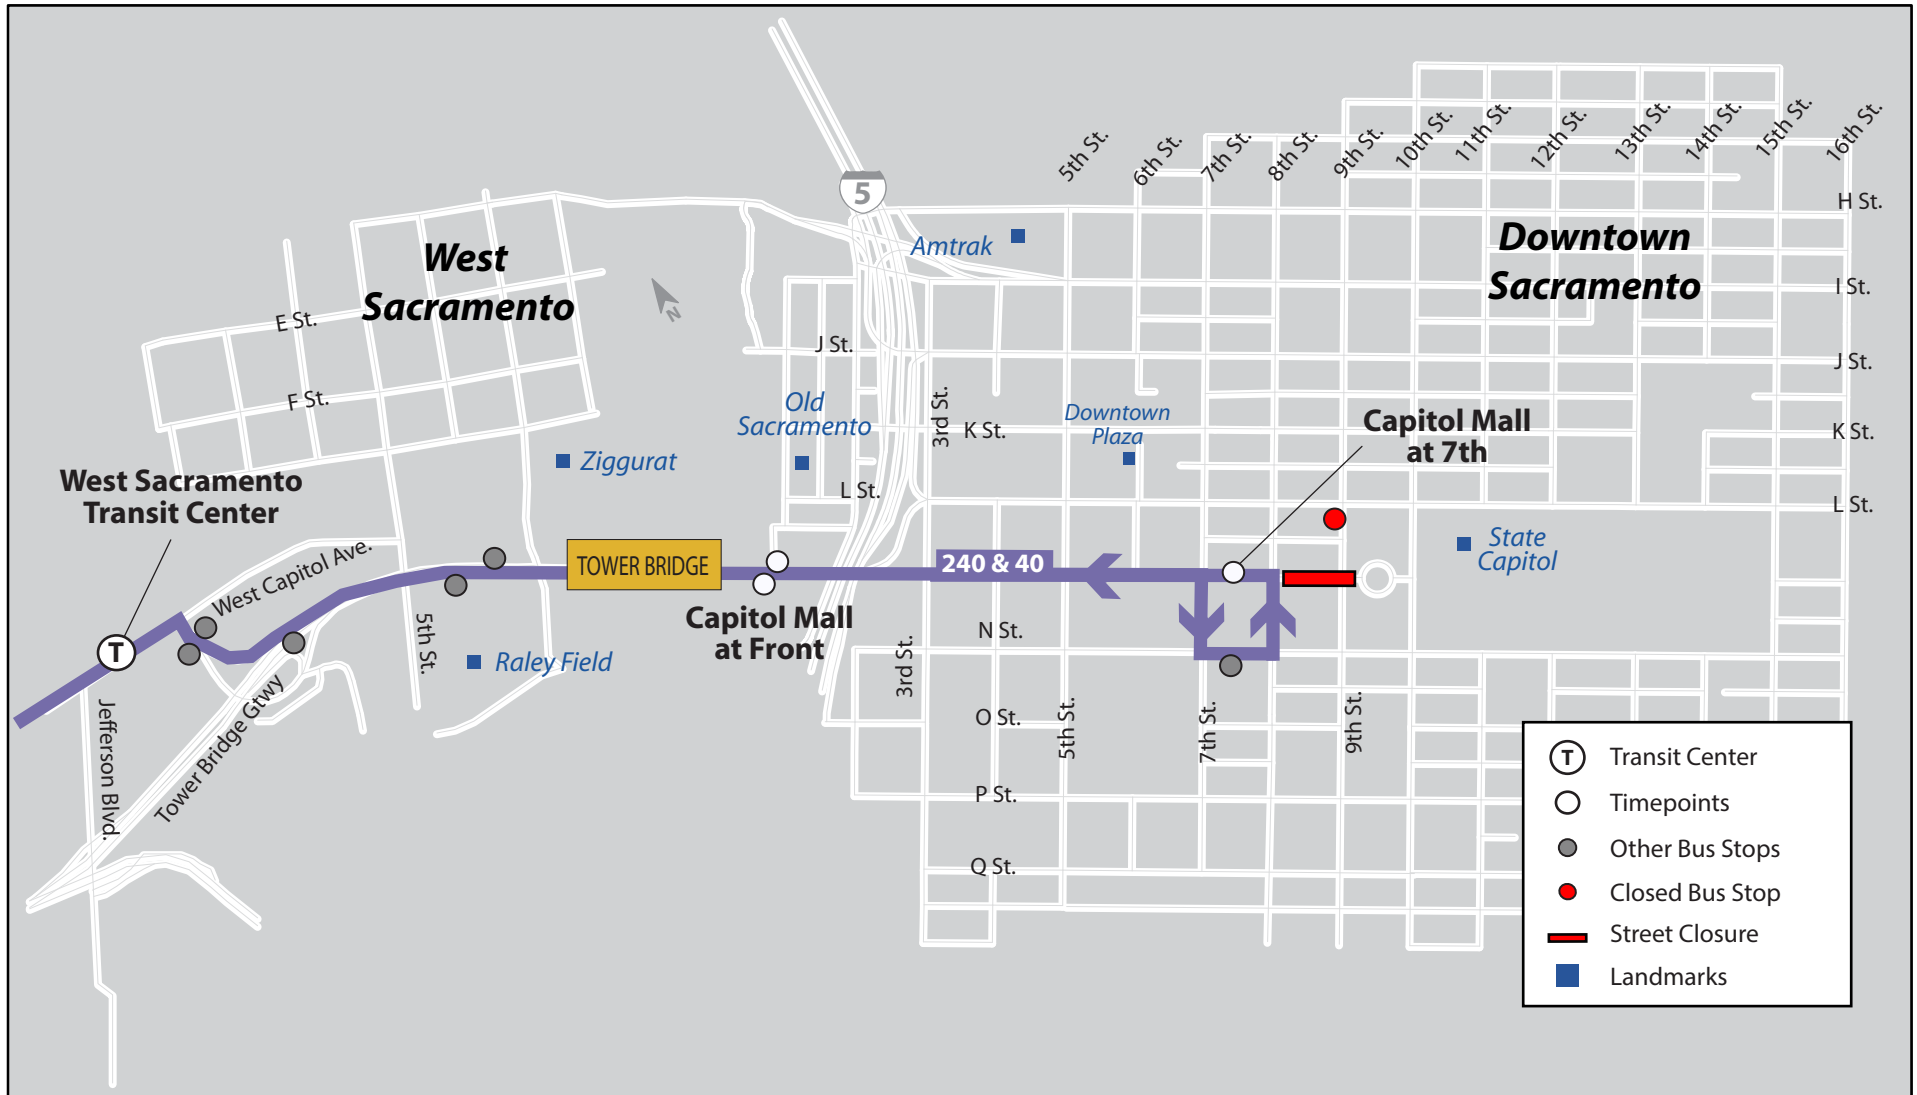 5th St.
6th St.
7th St.
8th St.
9th St.
10th St.
11th St.
12th St.
13th St.
14th St.
15th St.
16th St.
5
H St.
West
Sacramento
Amtrak
Downtown
Sacramento
I St.
N
E St.
J St.
J St.
F St.
Old
Sacramento
3rd St.
K St.
Downtown
Plaza
Capitol Mall
at 7th
K St.
Ziggurat
West Sacramento
Transit Center
L St.
L St.
State
Capitol
West Capitol Ave.
TOWER BRIDGE
240 & 40
Capitol Mall
at Front
5th St.
N St.
T
Raley Field
3rd St.
Jefferson Blvd.
Tower Bridge Gtwy
O St.
5th St.
7th St.
9th St.
P St.
Q St.
T Transit Center
Timepoints
Other Bus Stops
Closed Bus Stop
Street Closure
Landmarks